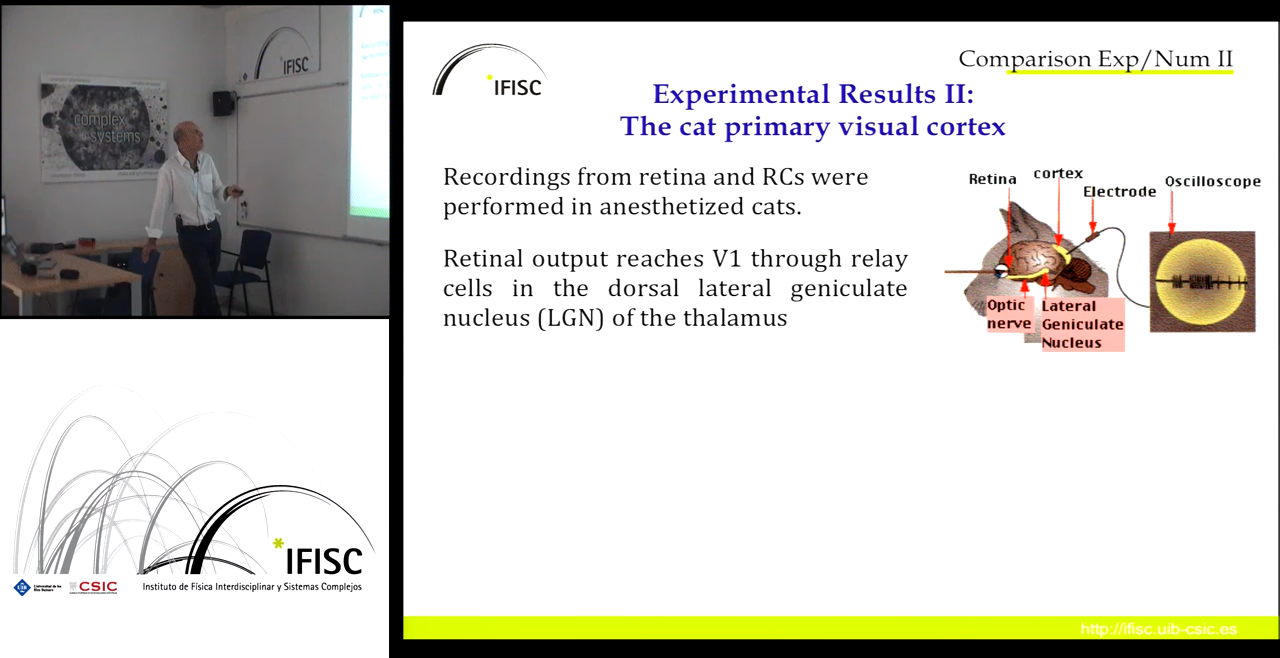 IFISC
complex
systems
IFISC
Comparison Exp/Num II
Experimental Results II:
The cat primary visual cortex
Recordings from retina and RCs were
performed in anesthetized cats.
Retinal output reaches V1 through relay
cells in the dorsal lateral geniculate
nucleus (LGN) of the thalamus
Retina
cortex
Electrode
Oscilloscope
Optic
nerve
Lateral
Geniculate
Nucleus
IFISC
UIB
CSIC
Instituto de Física Interdisciplinar y Sistemas Complejos
http://ifisc.uib-csic.es